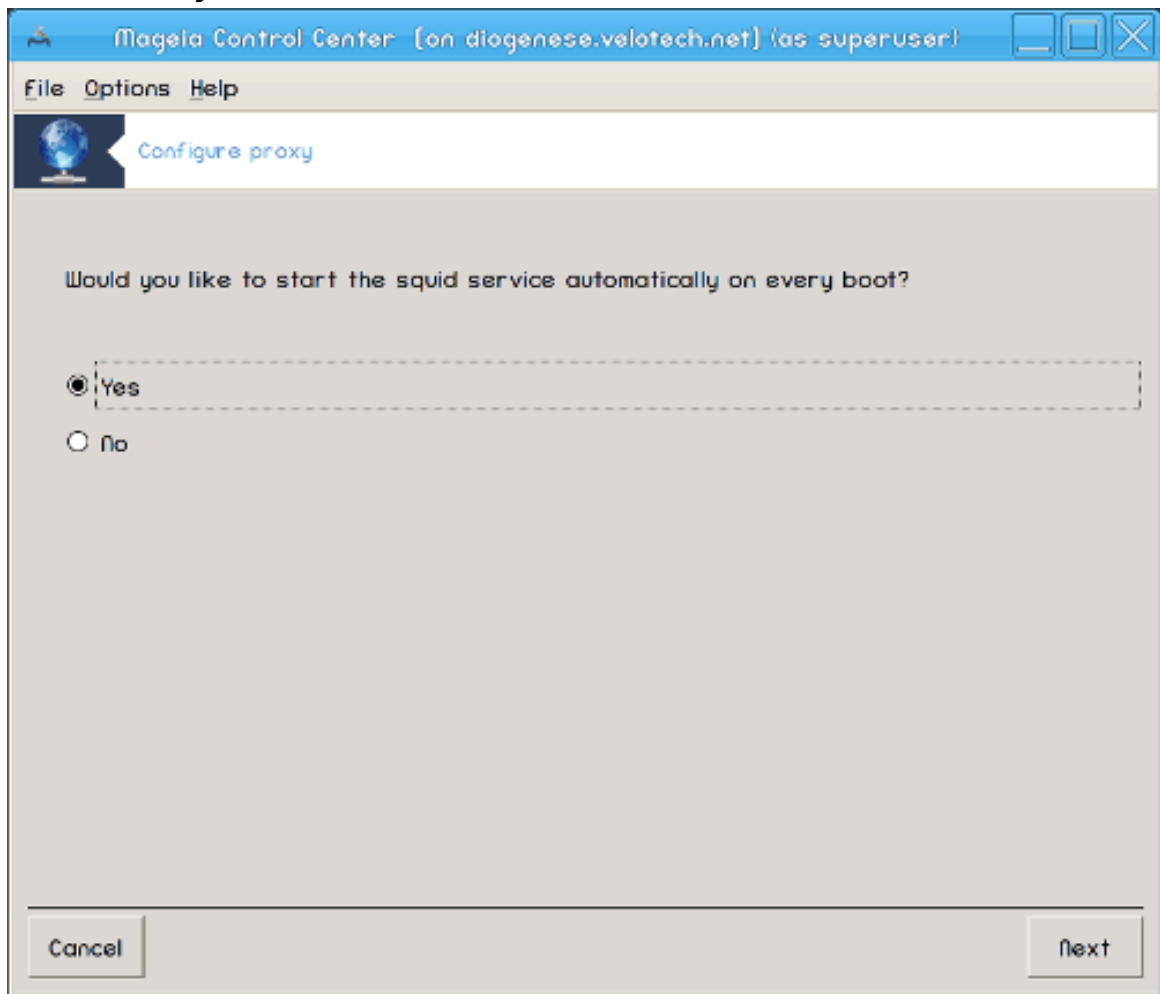 Mageia Control Center [on diogenese.velotech.net] (as superuser)
File Options Help
Configure proxy
Would you like to start the squid service automatically on every boot?
Yes
No
Cancel Next